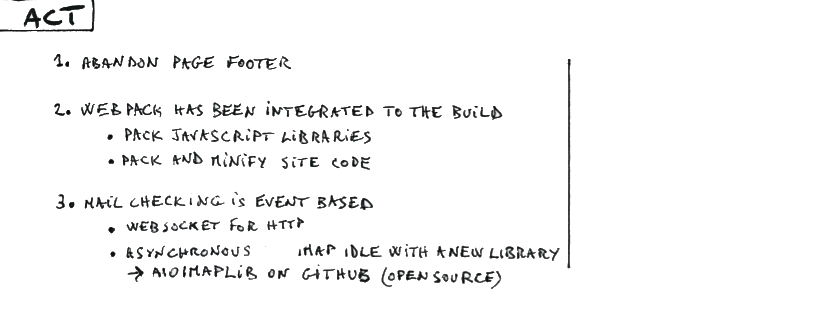 ACT
1. ABANDON PAGE FOOTER
2. WEBPACK HAS BEEN INTEGRATED TO THE BUILD
• PACK JAVASCRIPT LIBRARIES
• PACK AND MINIFY SITE CODE
3. MAIL CHECKING IS EVENT BASED
• WEBSOCKET FOR HTTP
• ASYNCHRONOUS IMAP IDLE WITH A NEW LIBRARY
→ AIOIMAPLIB ON GITHUB (OPEN SOURCE)